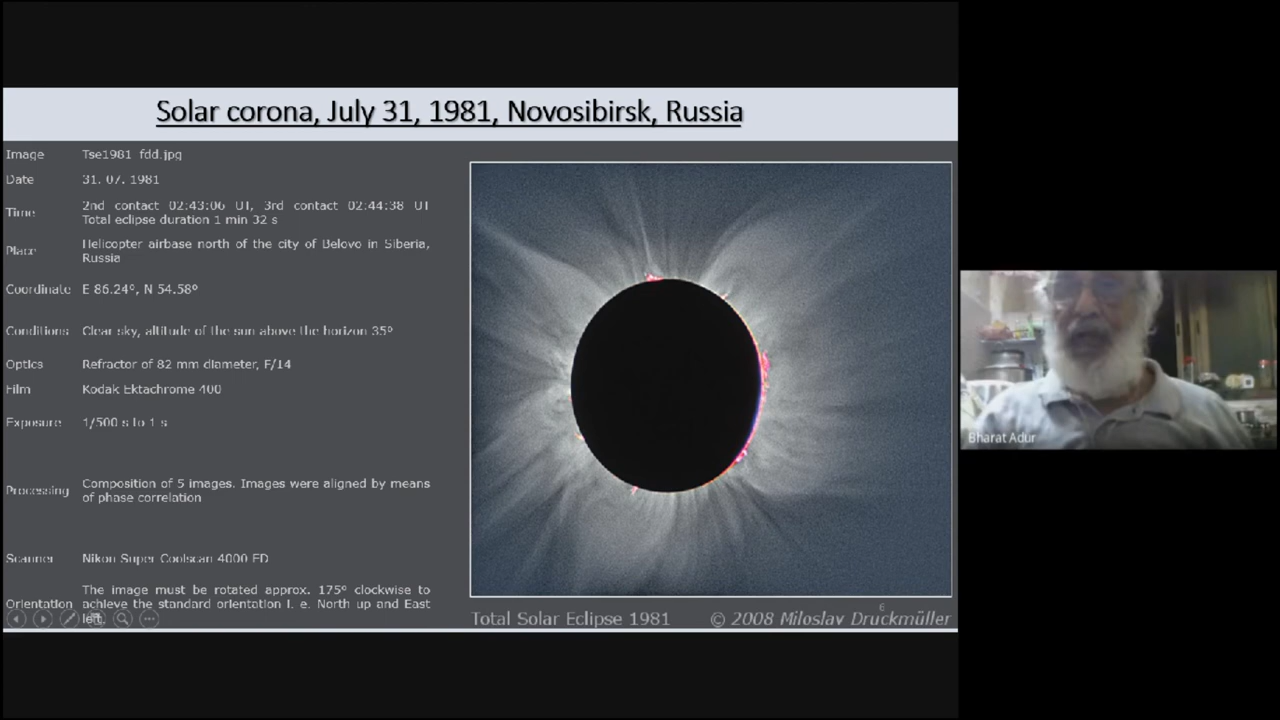 Solar corona, July 31, 1981, Novosibirsk, Russia
Image Tse1981 fdd.jpg
Date 31. 07. 1981
Time 2nd contact 02:43:06 UT, 3rd contact 02:44:38 UT
Total eclipse duration 1 min 32 s
Place Helicopter airbase north of the city of Belovo in Siberia,
Russia
Coordinate E 86.24º, N 54.58º
Conditions Clear sky, altitude of the sun above the horizon 35º
Optics Refractor of 82 mm diameter, F/14
Film Kodak Ektachrome 400
Exposure 1/500 s to 1 s
Processing Composition of 5 images. Images were aligned by means
of phase correlation
Scanner Nikon Super Coolscan 4000 ED
Orientation The image must be rotated approx. 175º clockwise to
achieve the standard orientation i. e. North up and East
left.
6
Total Solar Eclipse 1981 © 2008 Miloslav Druckmüller
Bharat Adur